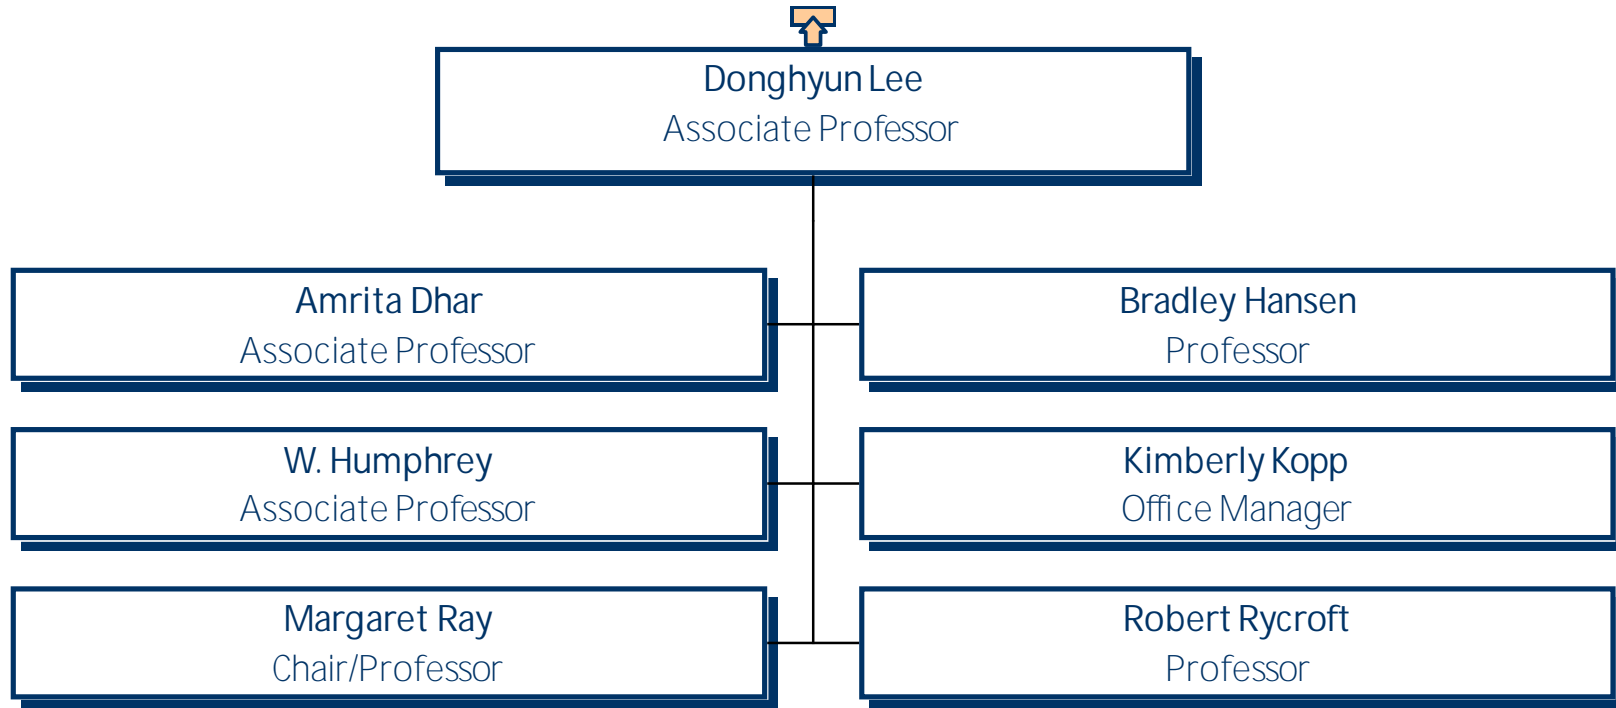 Donghyun Lee
Associate Professor
Amrita Dhar
Associate Professor
Bradley Hansen
Professor
W. Humphrey
Associate Professor
Kimberly Kopp
Office Manager
Margaret Ray
Chair/Professor
Robert Rycroft
Professor